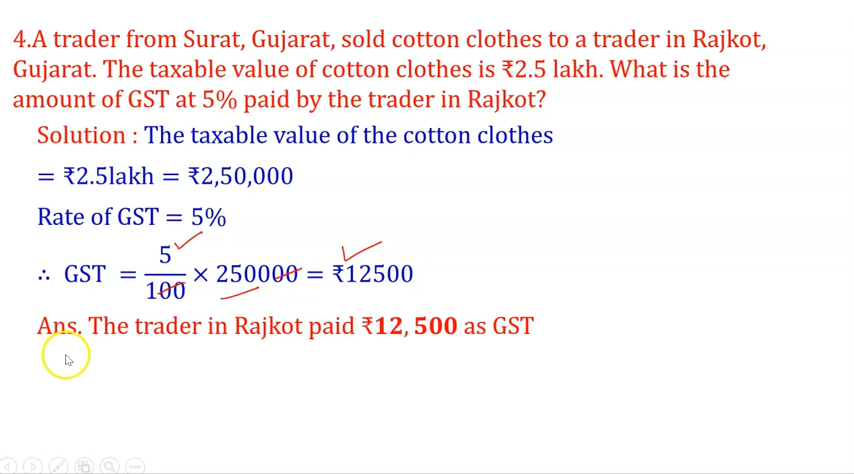 4.A trader from Surat, Gujarat, sold cotton clothes to a trader in Rajkot,
Gujarat. The taxable value of cotton clothes is ₹2.5 lakh. What is the
amount of GST at 5% paid by the trader in Rajkot?
Solution : The taxable value of the cotton clothes
= ₹2.5lakh = ₹2,50,000
Rate of GST = 5%
∴ GST = 5/100 × 250000 = ₹12500
Ans. The trader in Rajkot paid ₹12, 500 as GST